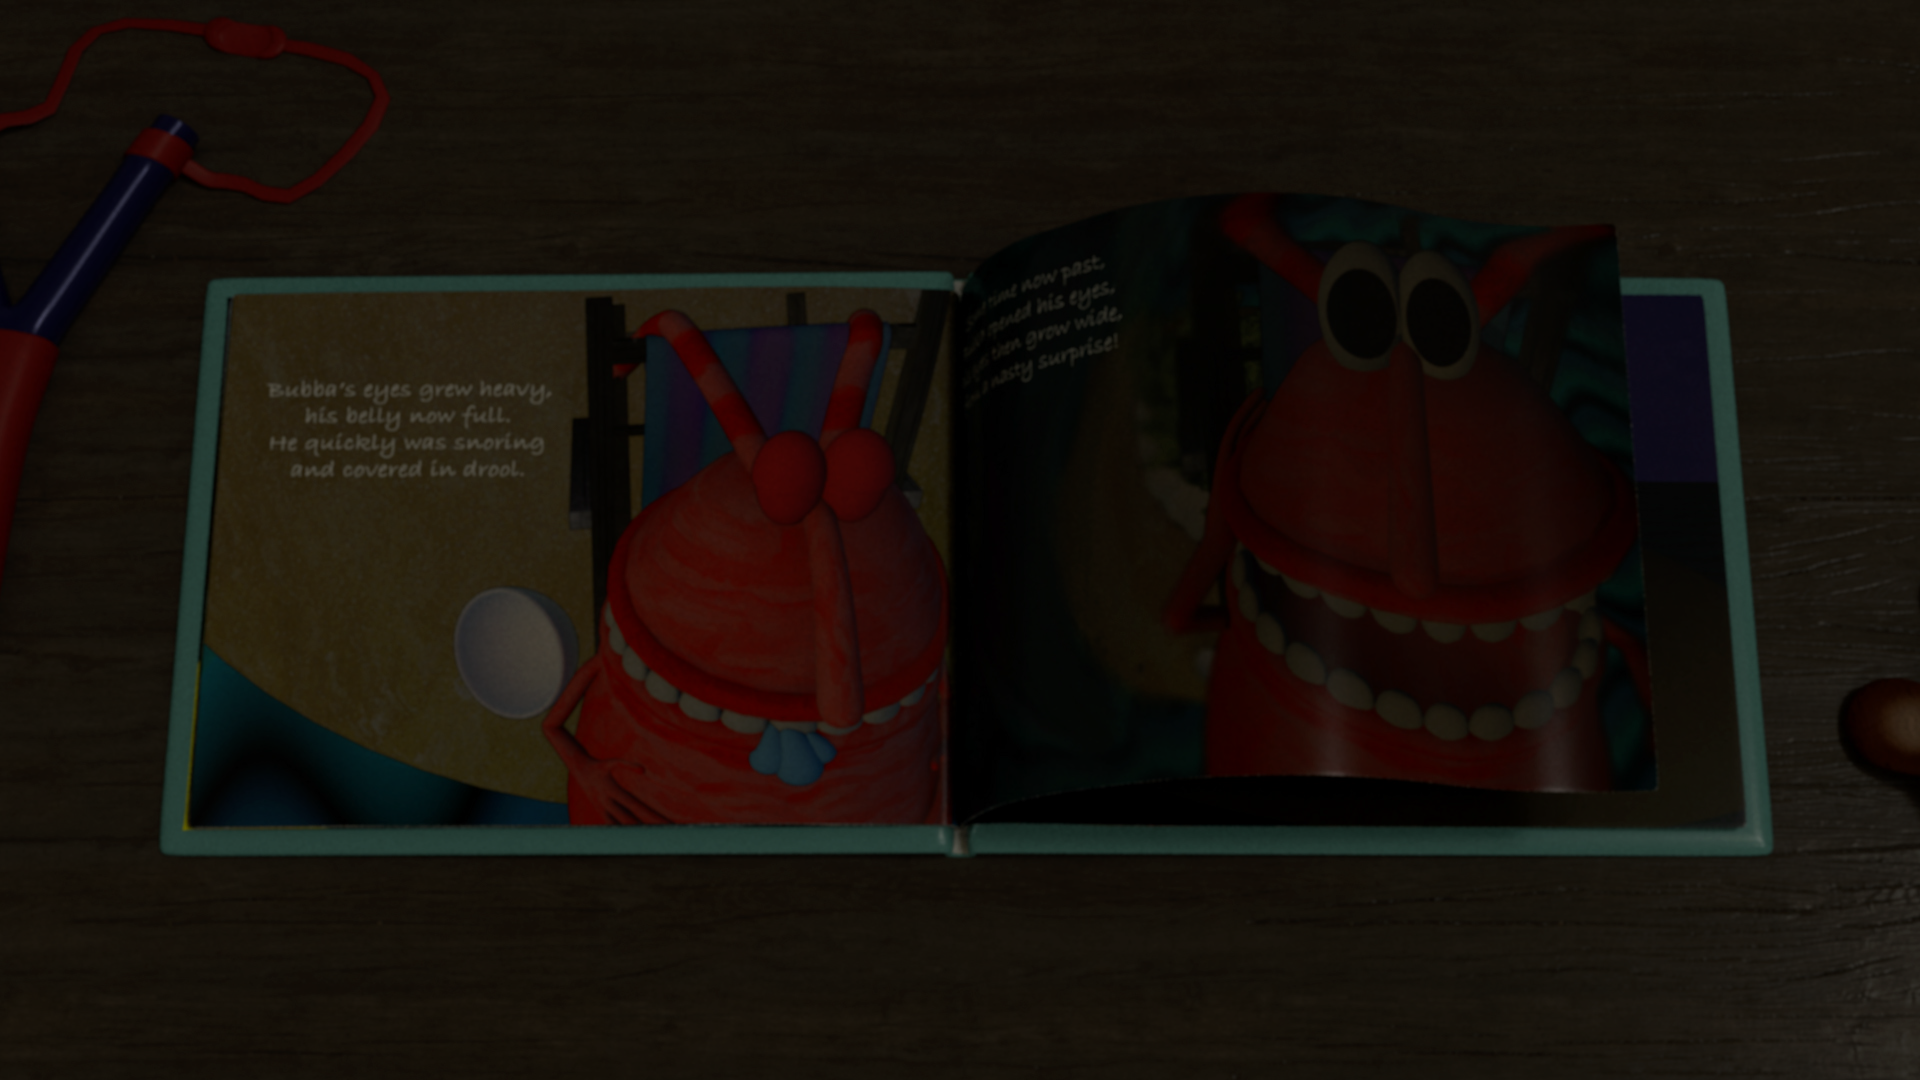 Bubba's eyes grew heavy,
his belly now full.
He quickly was snoring
and covered in drool.
time now past,
opened his eyes,
then grow wide,
a nasty surprise!